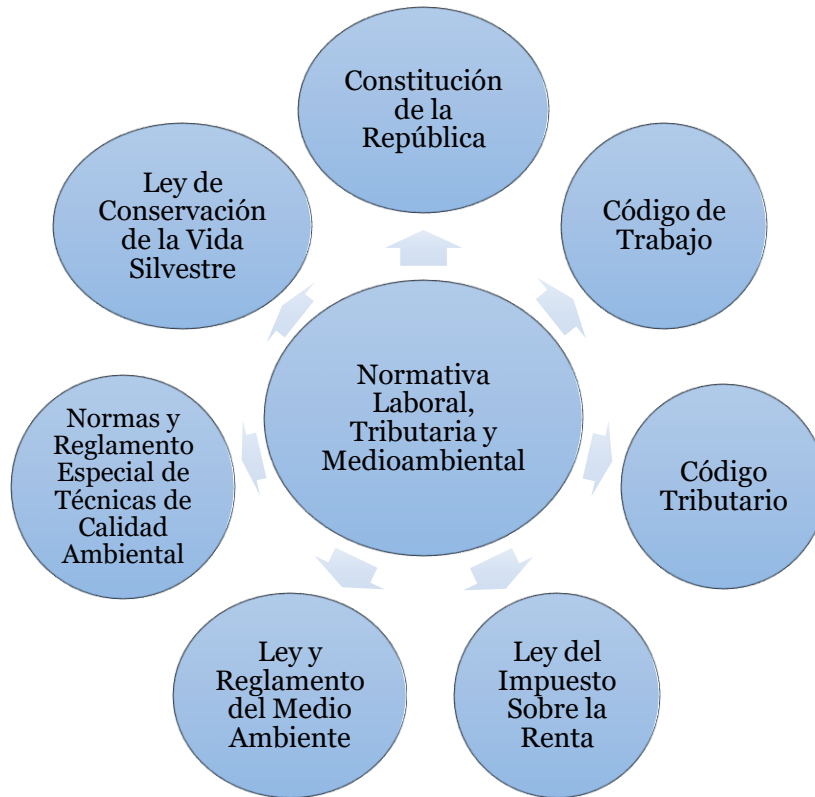 Constitución
de la
República
Código de
Trabajo
Código
Tributario
Ley del
Impuesto
Sobre la
Renta
Ley y
Reglamento
del Medio
Ambiente
Normas y
Reglamento
Especial de
Técnicas de
Calidad
Ambiental
Ley de
Conservación
de la Vida
Silvestre
Normativa
Laboral,
Tributaria y
Medioambiental